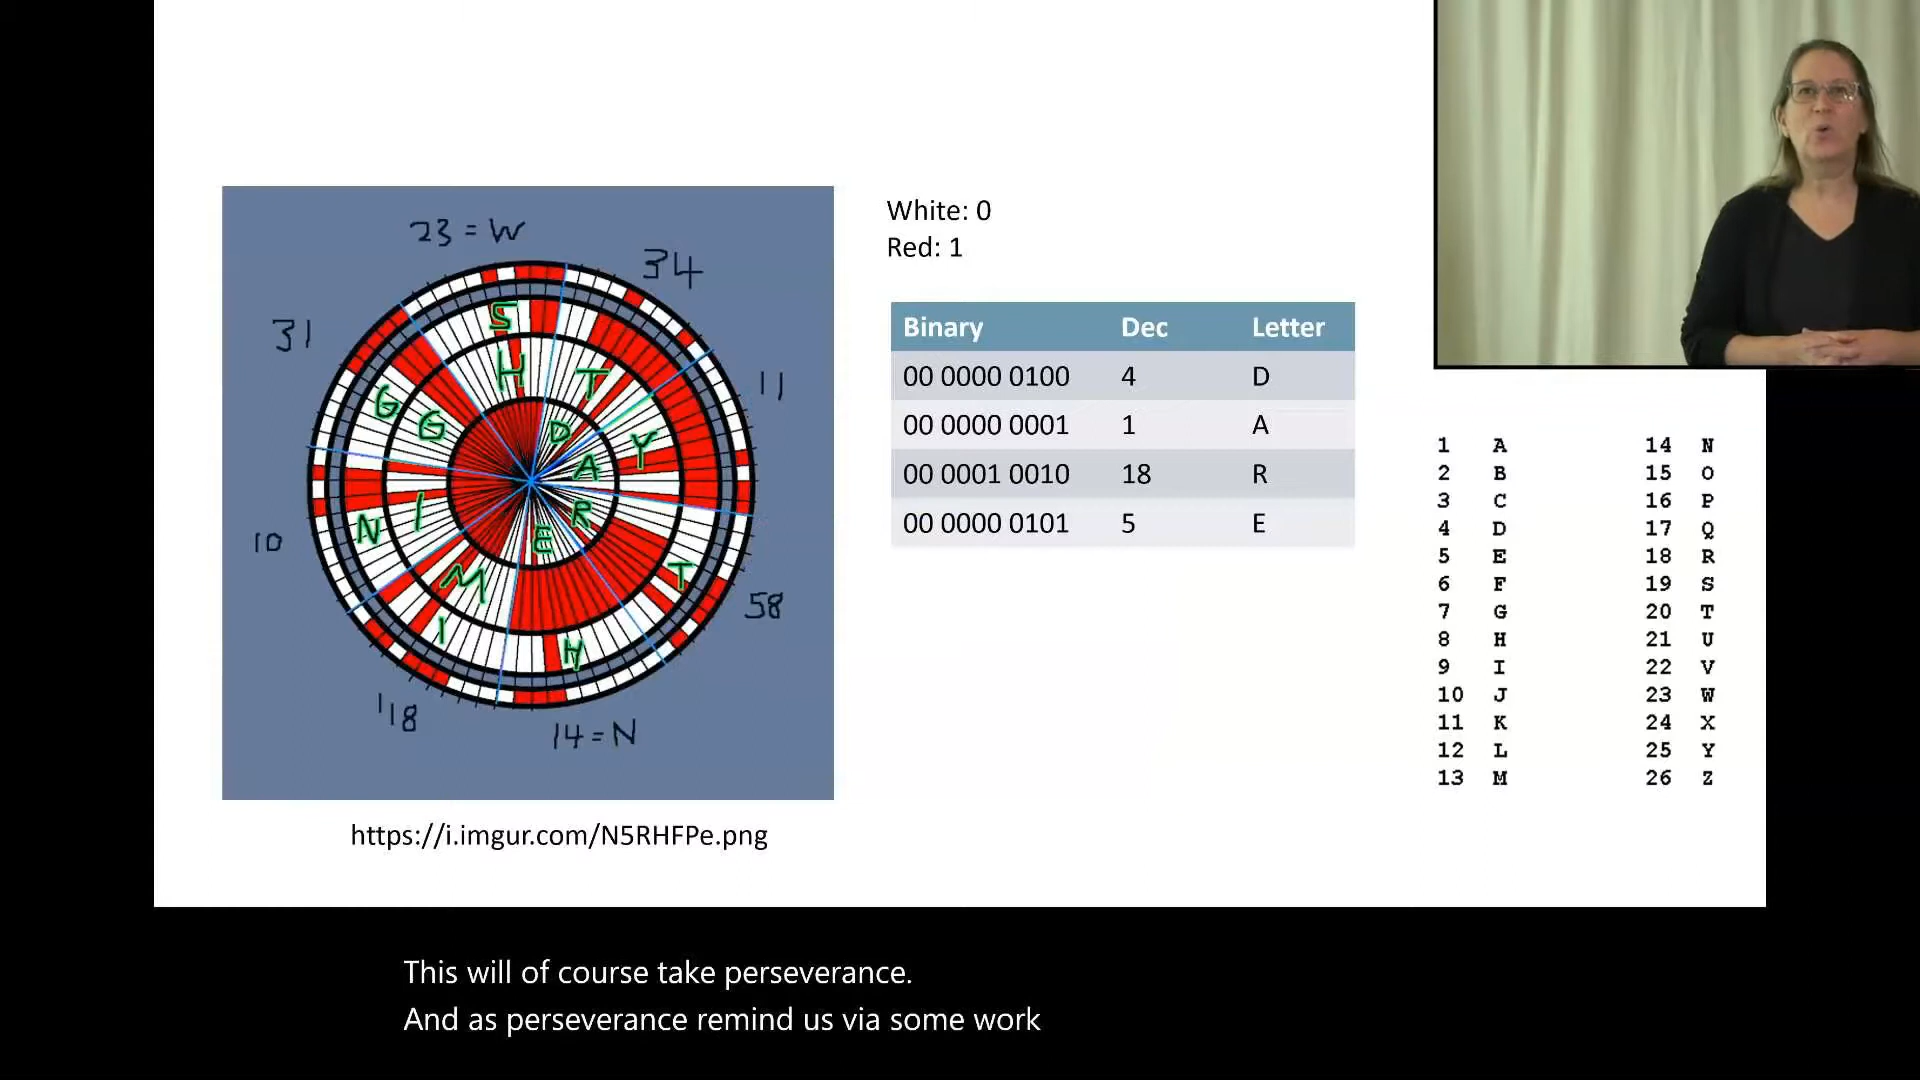 23 = W
34
31
11
10
58
118
14 = N
S
H
T
D
Y
A
R
E
G
G
N
I
M
I
T
H
https://i.imgur.com/N5RHFPe.png
White: 0
Red: 1
Binary Dec Letter
00 0000 0100 4 D
00 0000 0001 1 A
00 0001 0010 18 R
00 0000 0101 5 E
1 A 14 N
2 B 15 O
3 C 16 P
4 D 17 Q
5 E 18 R
6 F 19 S
7 G 20 T
8 H 21 U
9 I 22 V
10 J 23 W
11 K 24 X
12 L 25 Y
13 M 26 Z
This will of course take perseverance.
And as perseverance remind us via some work